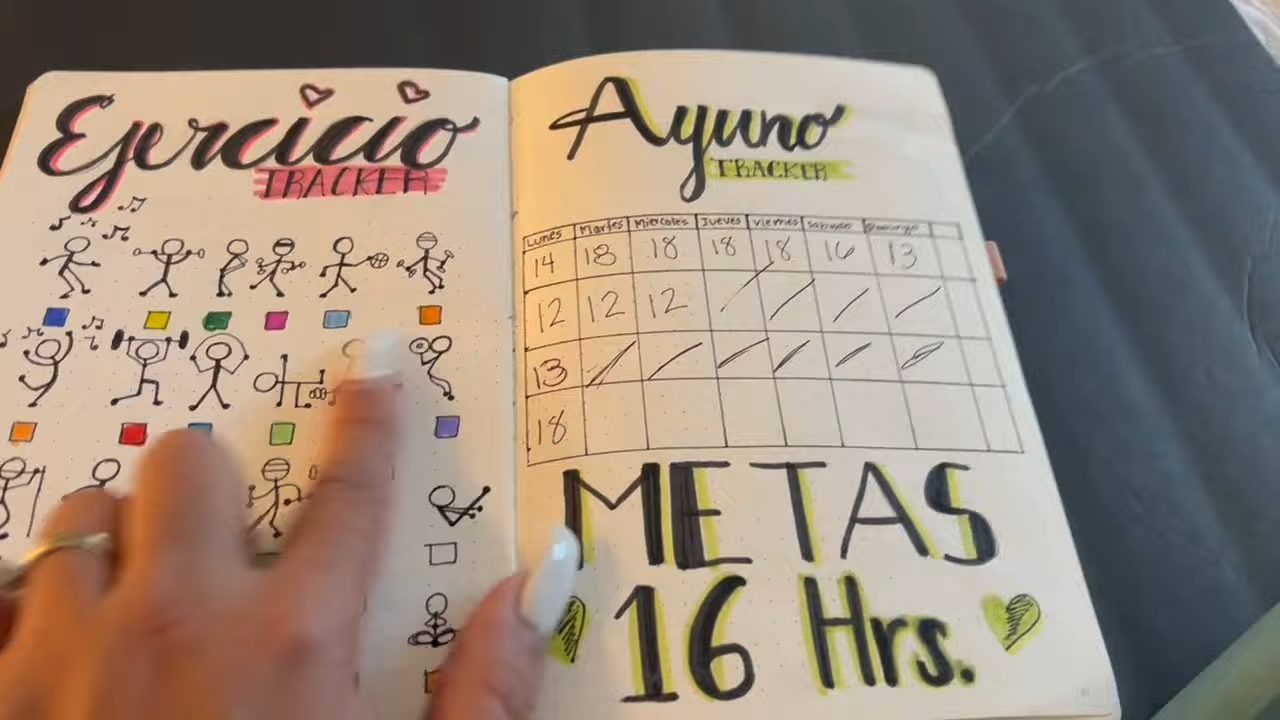 Ejercicio
TRACKER
Ayuno
TRACKER
Lunes Martes Miercoles Jueves Viernes Sabado Domingo
14 18 18 18 18 16 13
12 12 12
13
18
METAS
16 Hrs.